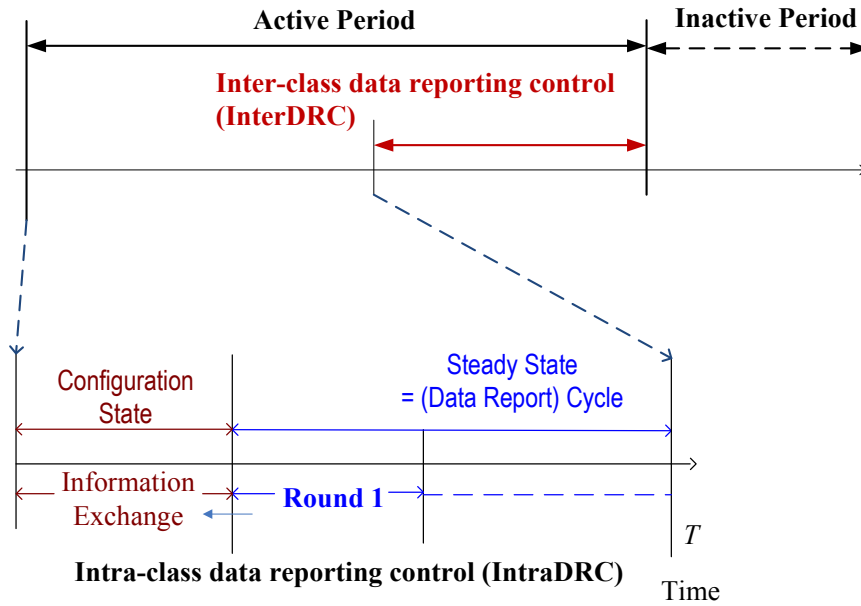 Active Period
Inactive Period
Inter-class data reporting control
(InterDRC)
Configuration
State
Steady State
= (Data Report) Cycle
Information
Exchange
Round 1
T
Intra-class data reporting control (IntraDRC)
Time